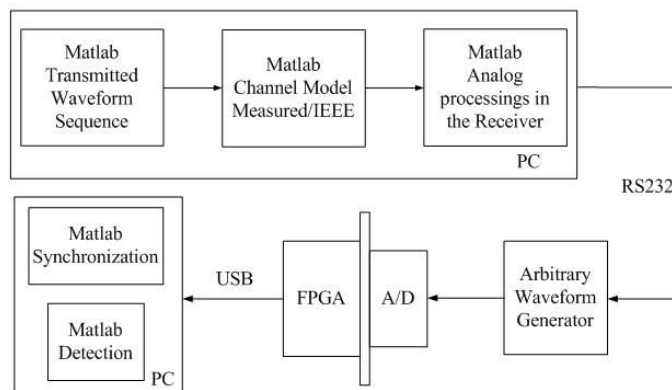 Matlab
Transmitted
Waveform
Sequence
Matlab
Channel Model
Measured/IEEE
Matlab
Analog
processings in
the Receiver
PC
RS232
Matlab
Synchronization
Matlab
Detection
PC
USB
FPGA
A/D
Arbitrary
Waveform
Generator